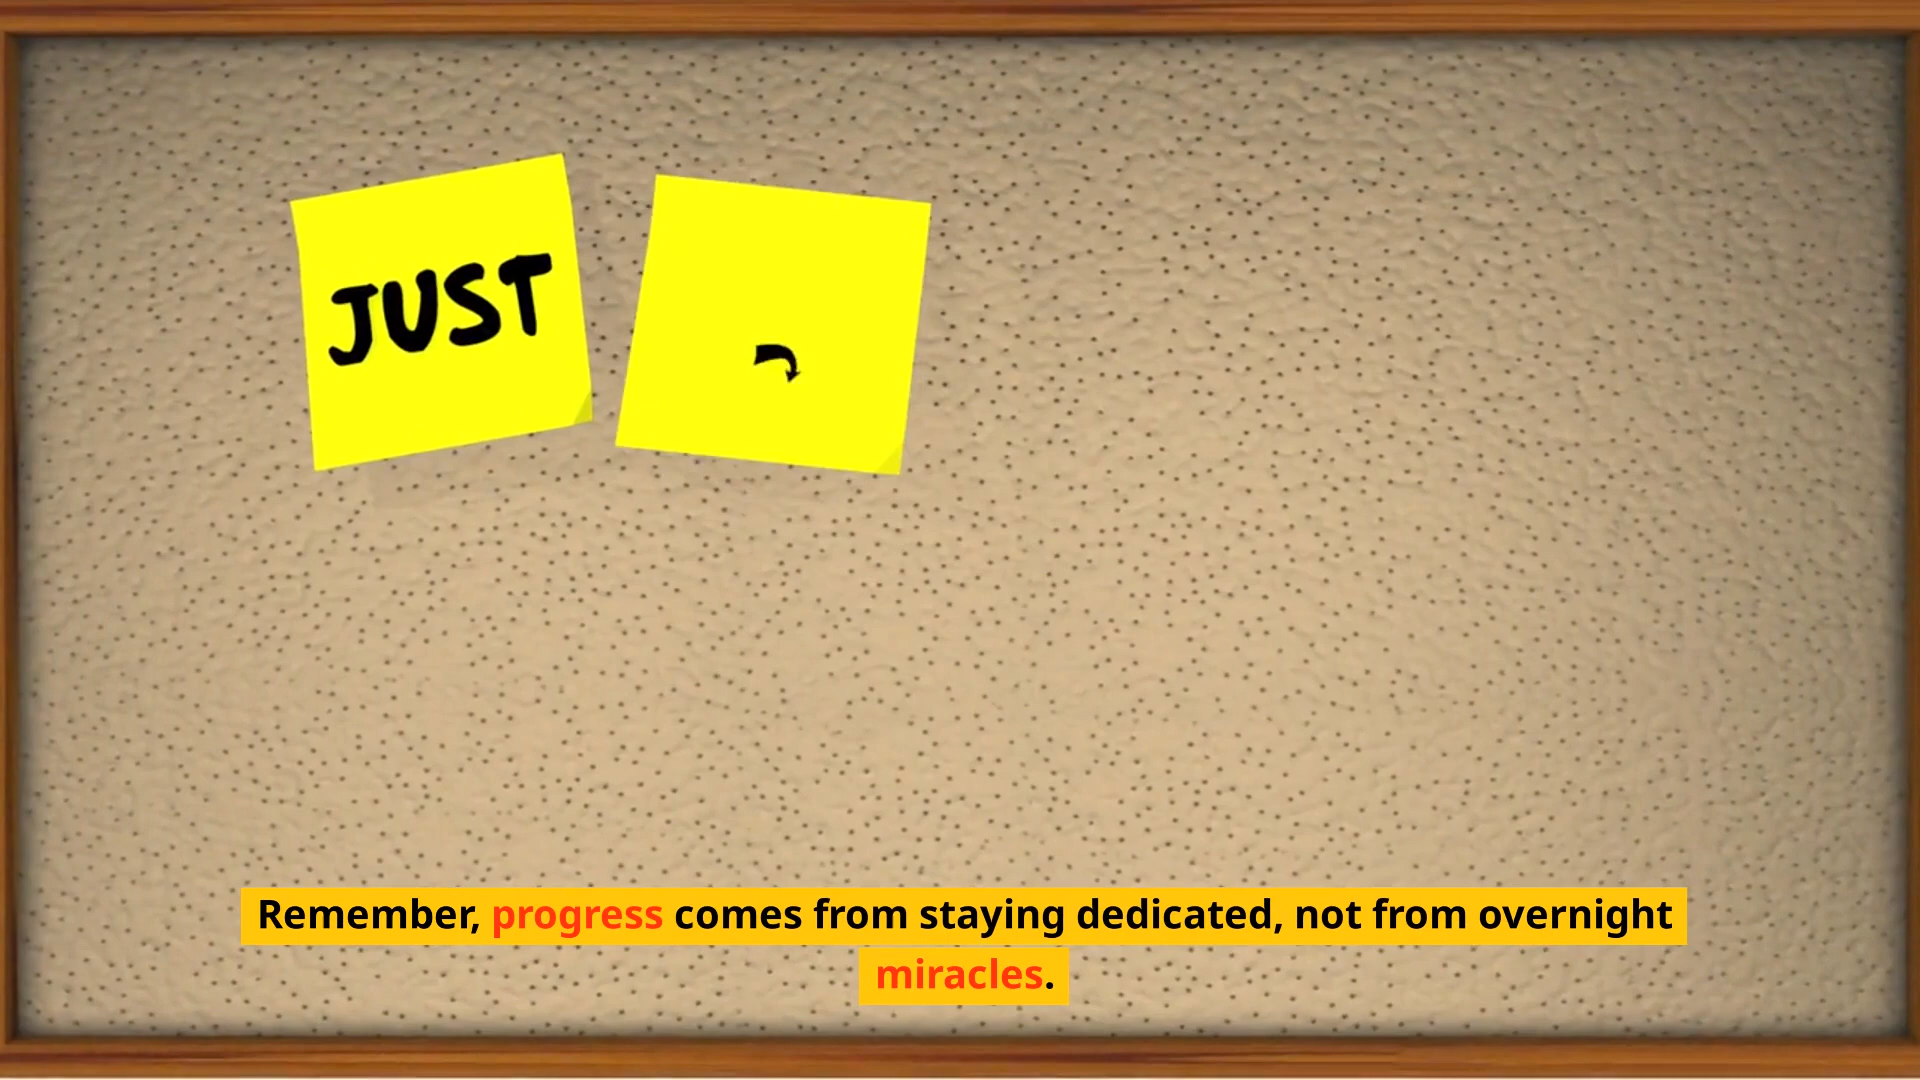 JUST
Remember, progress comes from staying dedicated, not from overnight
miracles.